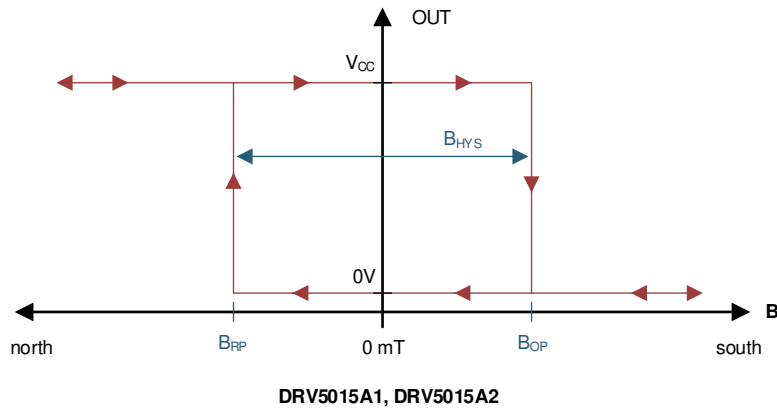 OUT
VCC
BHYS
0V
B
north
BRP
0 mT
BOP
south
DRV5015A1, DRV5015A2